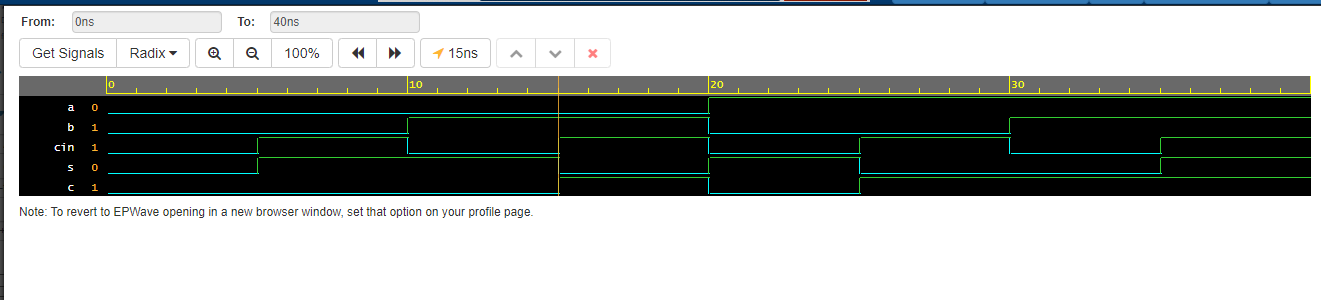 From: 0ns To: 40ns
Get Signals Radix 100% 15ns
0 10 20 30
a 0
b 1
cin 1
s 0
c 1
Note: To revert to EPWave opening in a new browser window, set that option on your profile page.